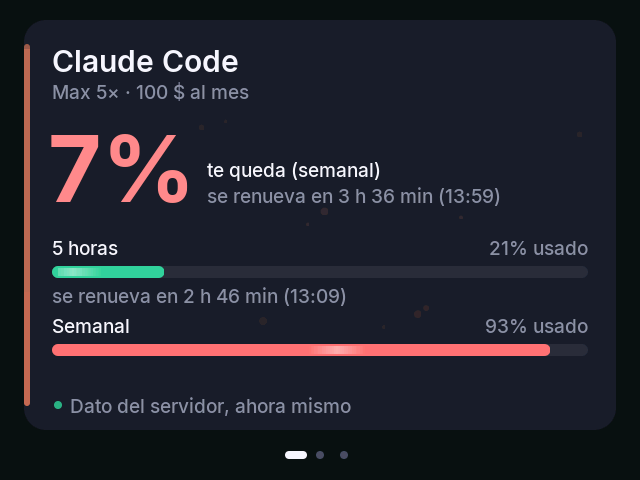 Claude Code
Max 5× · 100 $ al mes
7%
te queda (semanal)
se renueva en 3 h 36 min (13:59)
5 horas
21% usado
se renueva en 2 h 46 min (13:09)
Semanal
93% usado
Dato del servidor, ahora mismo